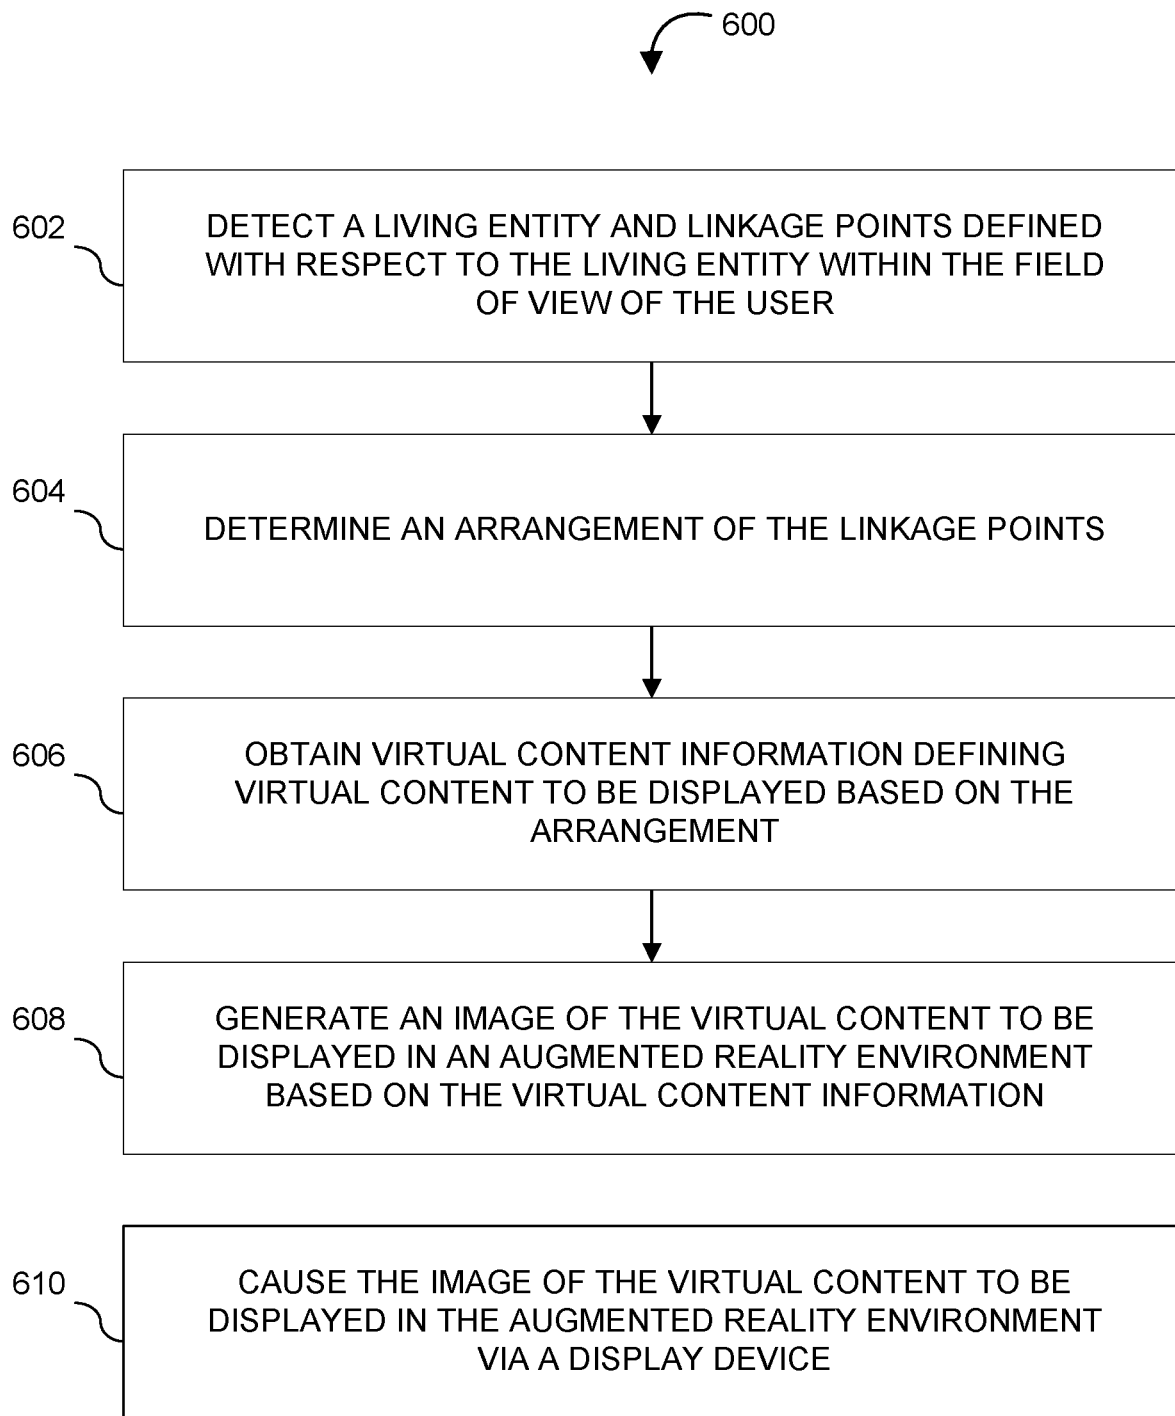 600
602
DETECT A LIVING ENTITY AND LINKAGE POINTS DEFINED
WITH RESPECT TO THE LIVING ENTITY WITHIN THE FIELD
OF VIEW OF THE USER
604
DETERMINE AN ARRANGEMENT OF THE LINKAGE POINTS
606
OBTAIN VIRTUAL CONTENT INFORMATION DEFINING
VIRTUAL CONTENT TO BE DISPLAYED BASED ON THE
ARRANGEMENT
608
GENERATE AN IMAGE OF THE VIRTUAL CONTENT TO BE
DISPLAYED IN AN AUGMENTED REALITY ENVIRONMENT
BASED ON THE VIRTUAL CONTENT INFORMATION
610
CAUSE THE IMAGE OF THE VIRTUAL CONTENT TO BE
DISPLAYED IN THE AUGMENTED REALITY ENVIRONMENT
VIA A DISPLAY DEVICE